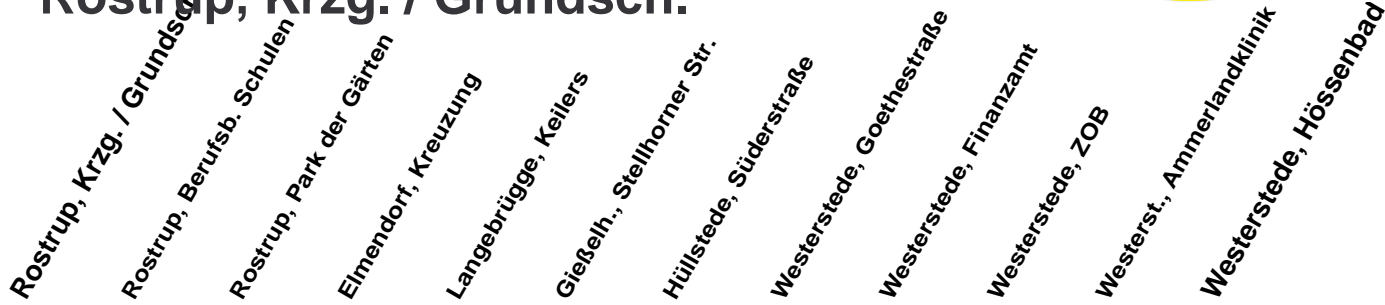 Rostrup, Krzg. / Grundsch.
Rostrup, Krzg. / Grundsc
Rostrup, Berufsb. Schulen
Rostrup, Park der Gärten
Elmendorf, Kreuzung
Langebrügge, Keilers
Gießelh., Stellhorner Str.
Hüllstede, Süderstraße
Westerstede, Goethestraße
Westerstede, Finanzamt
Westerstede, ZOB
Westerst., Ammerlandklinik
Westerstede, Hössenbad